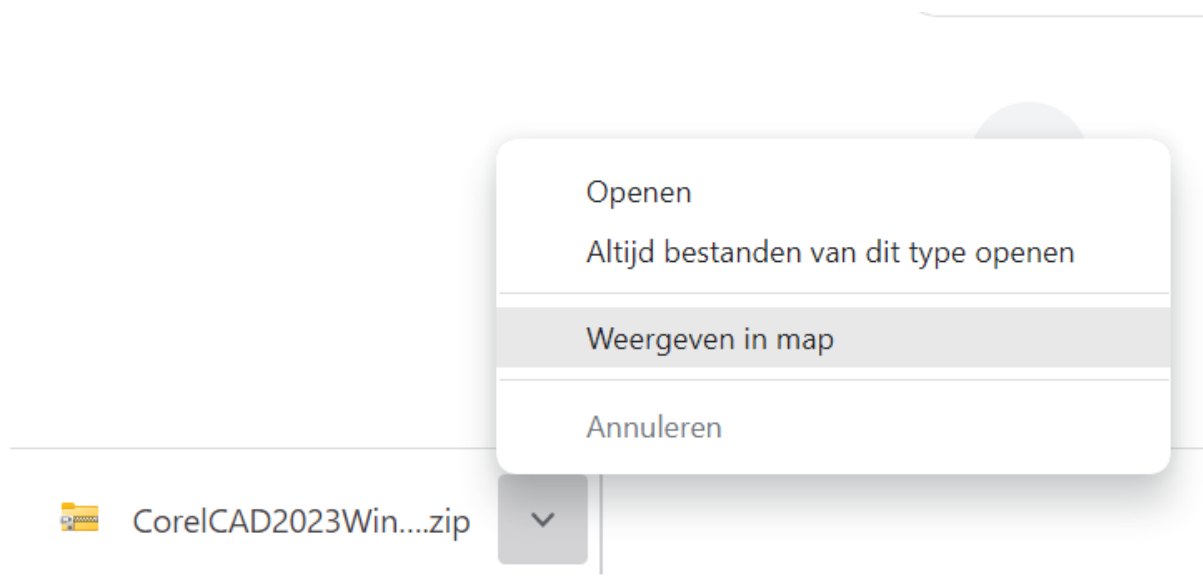 Openen
Altijd bestanden van dit type openen
Weergeven in map
Annuleren
CorelCAD2023Win....zip